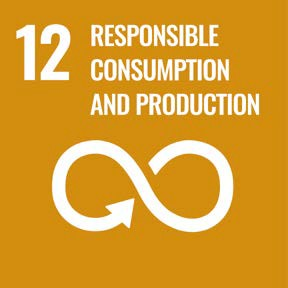 12 RESPONSIBLE
CONSUMPTION
AND PRODUCTION